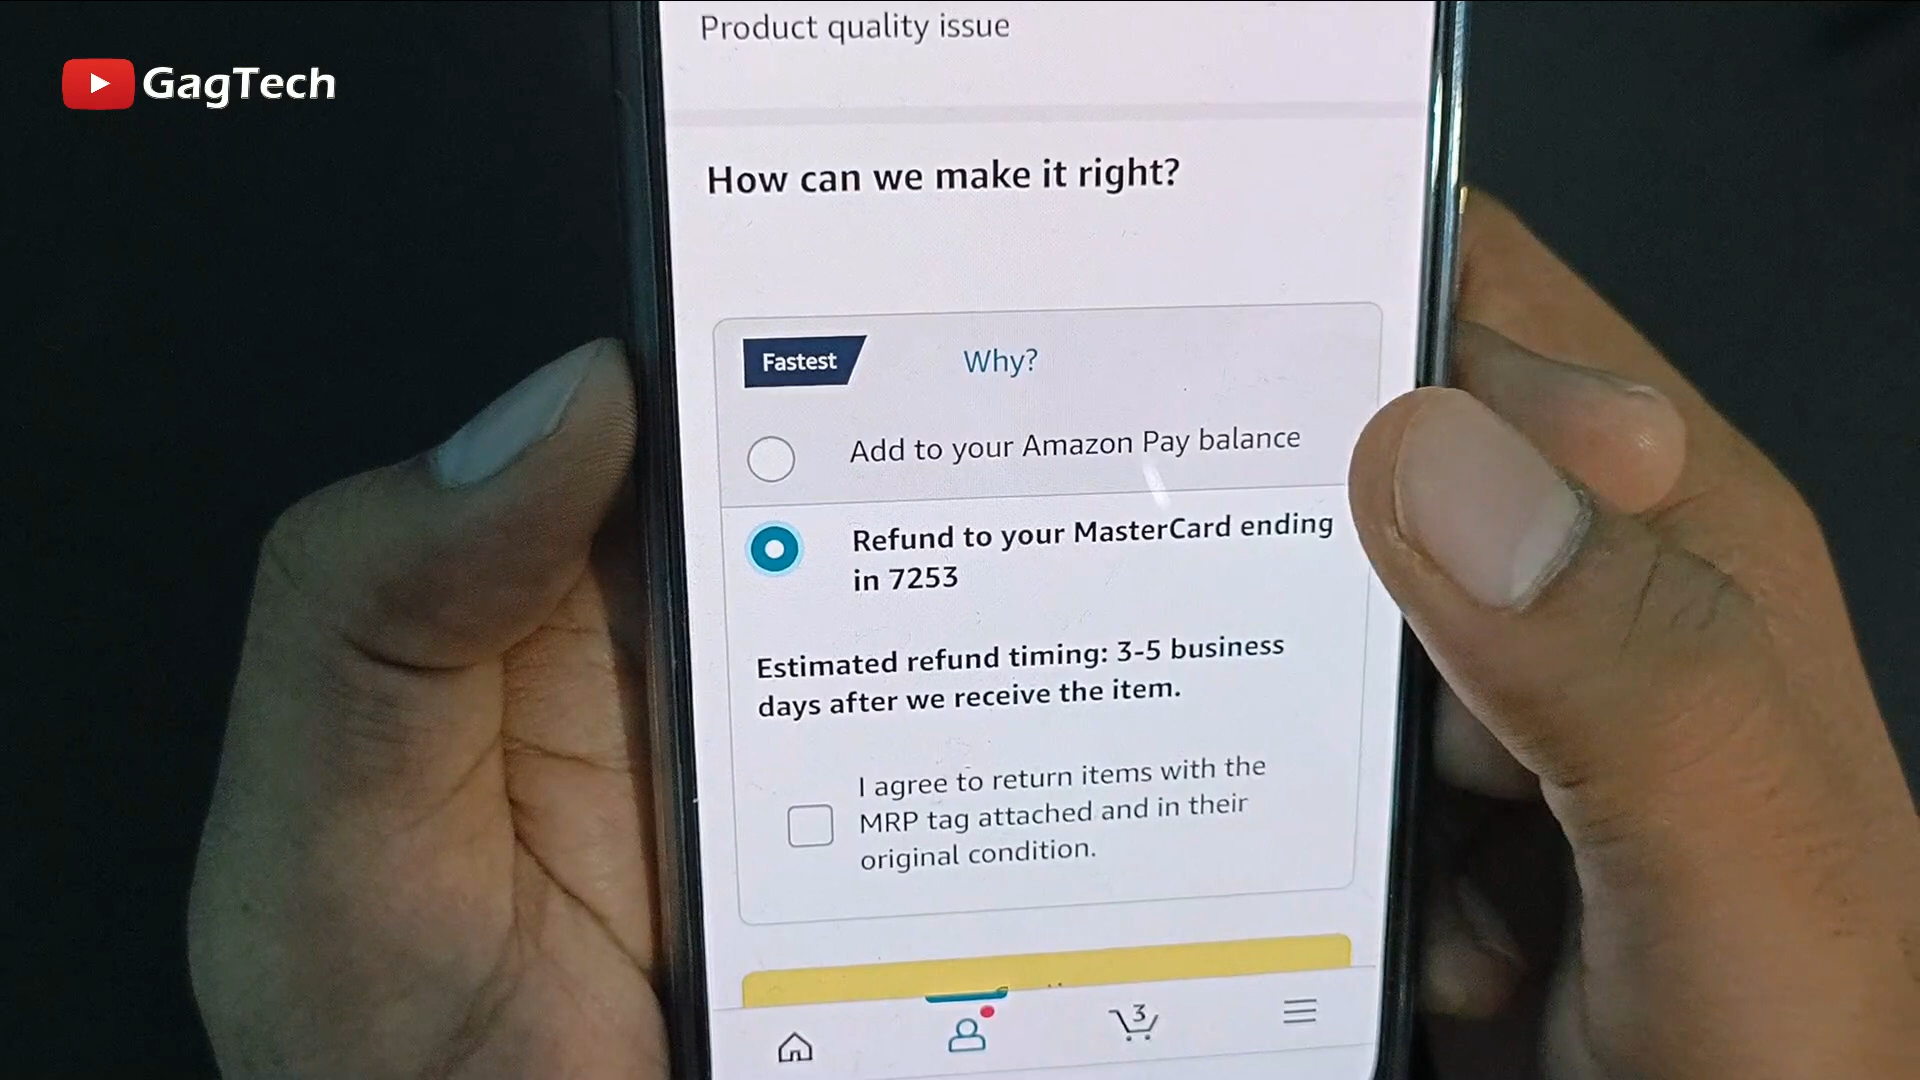 GagTech
Product quality issue
How can we make it right?
Fastest
Why?
Add to your Amazon Pay balance
Refund to your MasterCard ending
in 7253
Estimated refund timing: 3-5 business
days after we receive the item.
I agree to return items with the
MRP tag attached and in their
original condition.
3